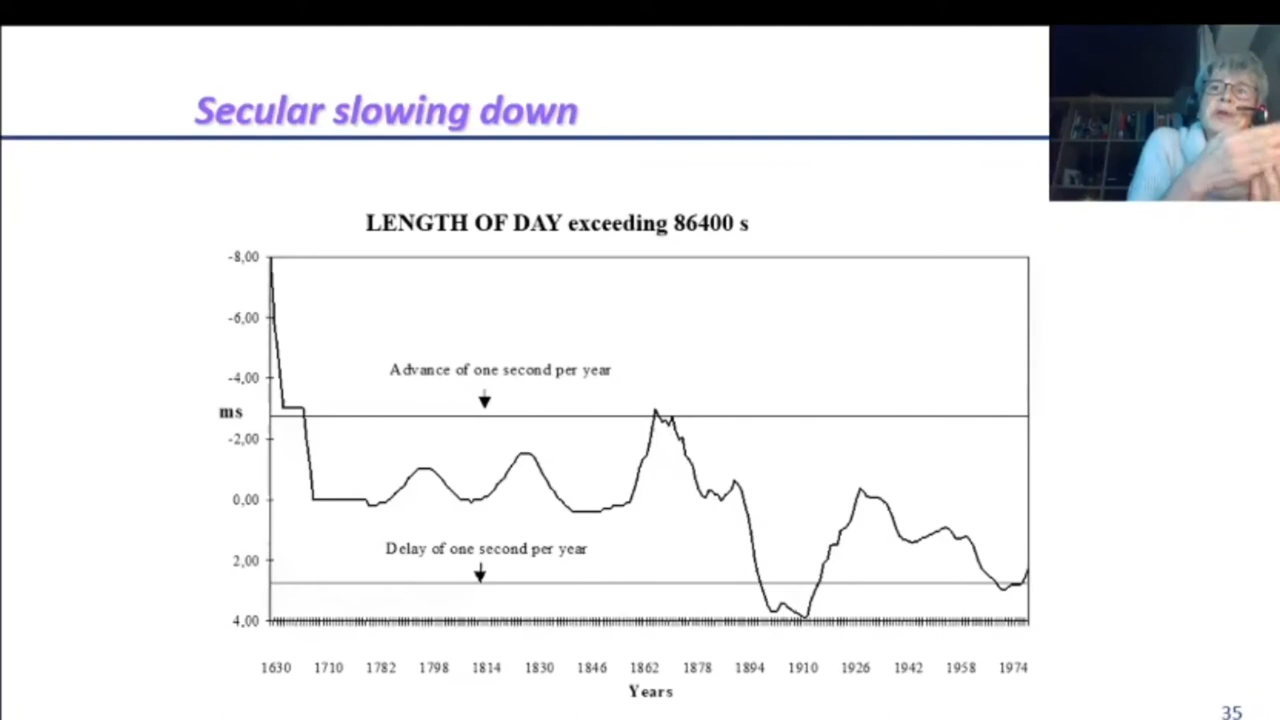 Secular slowing down
LENGTH OF DAY exceeding 86400 s
-8,00
-6,00
Advance of one second per year
-4,00
ms
-2,00
0,00
Delay of one second per year
2,00
4,00
1630 1710 1782 1798 1814 1830 1846 1862 1878 1894 1910 1926 1942 1958 1974
Years
35